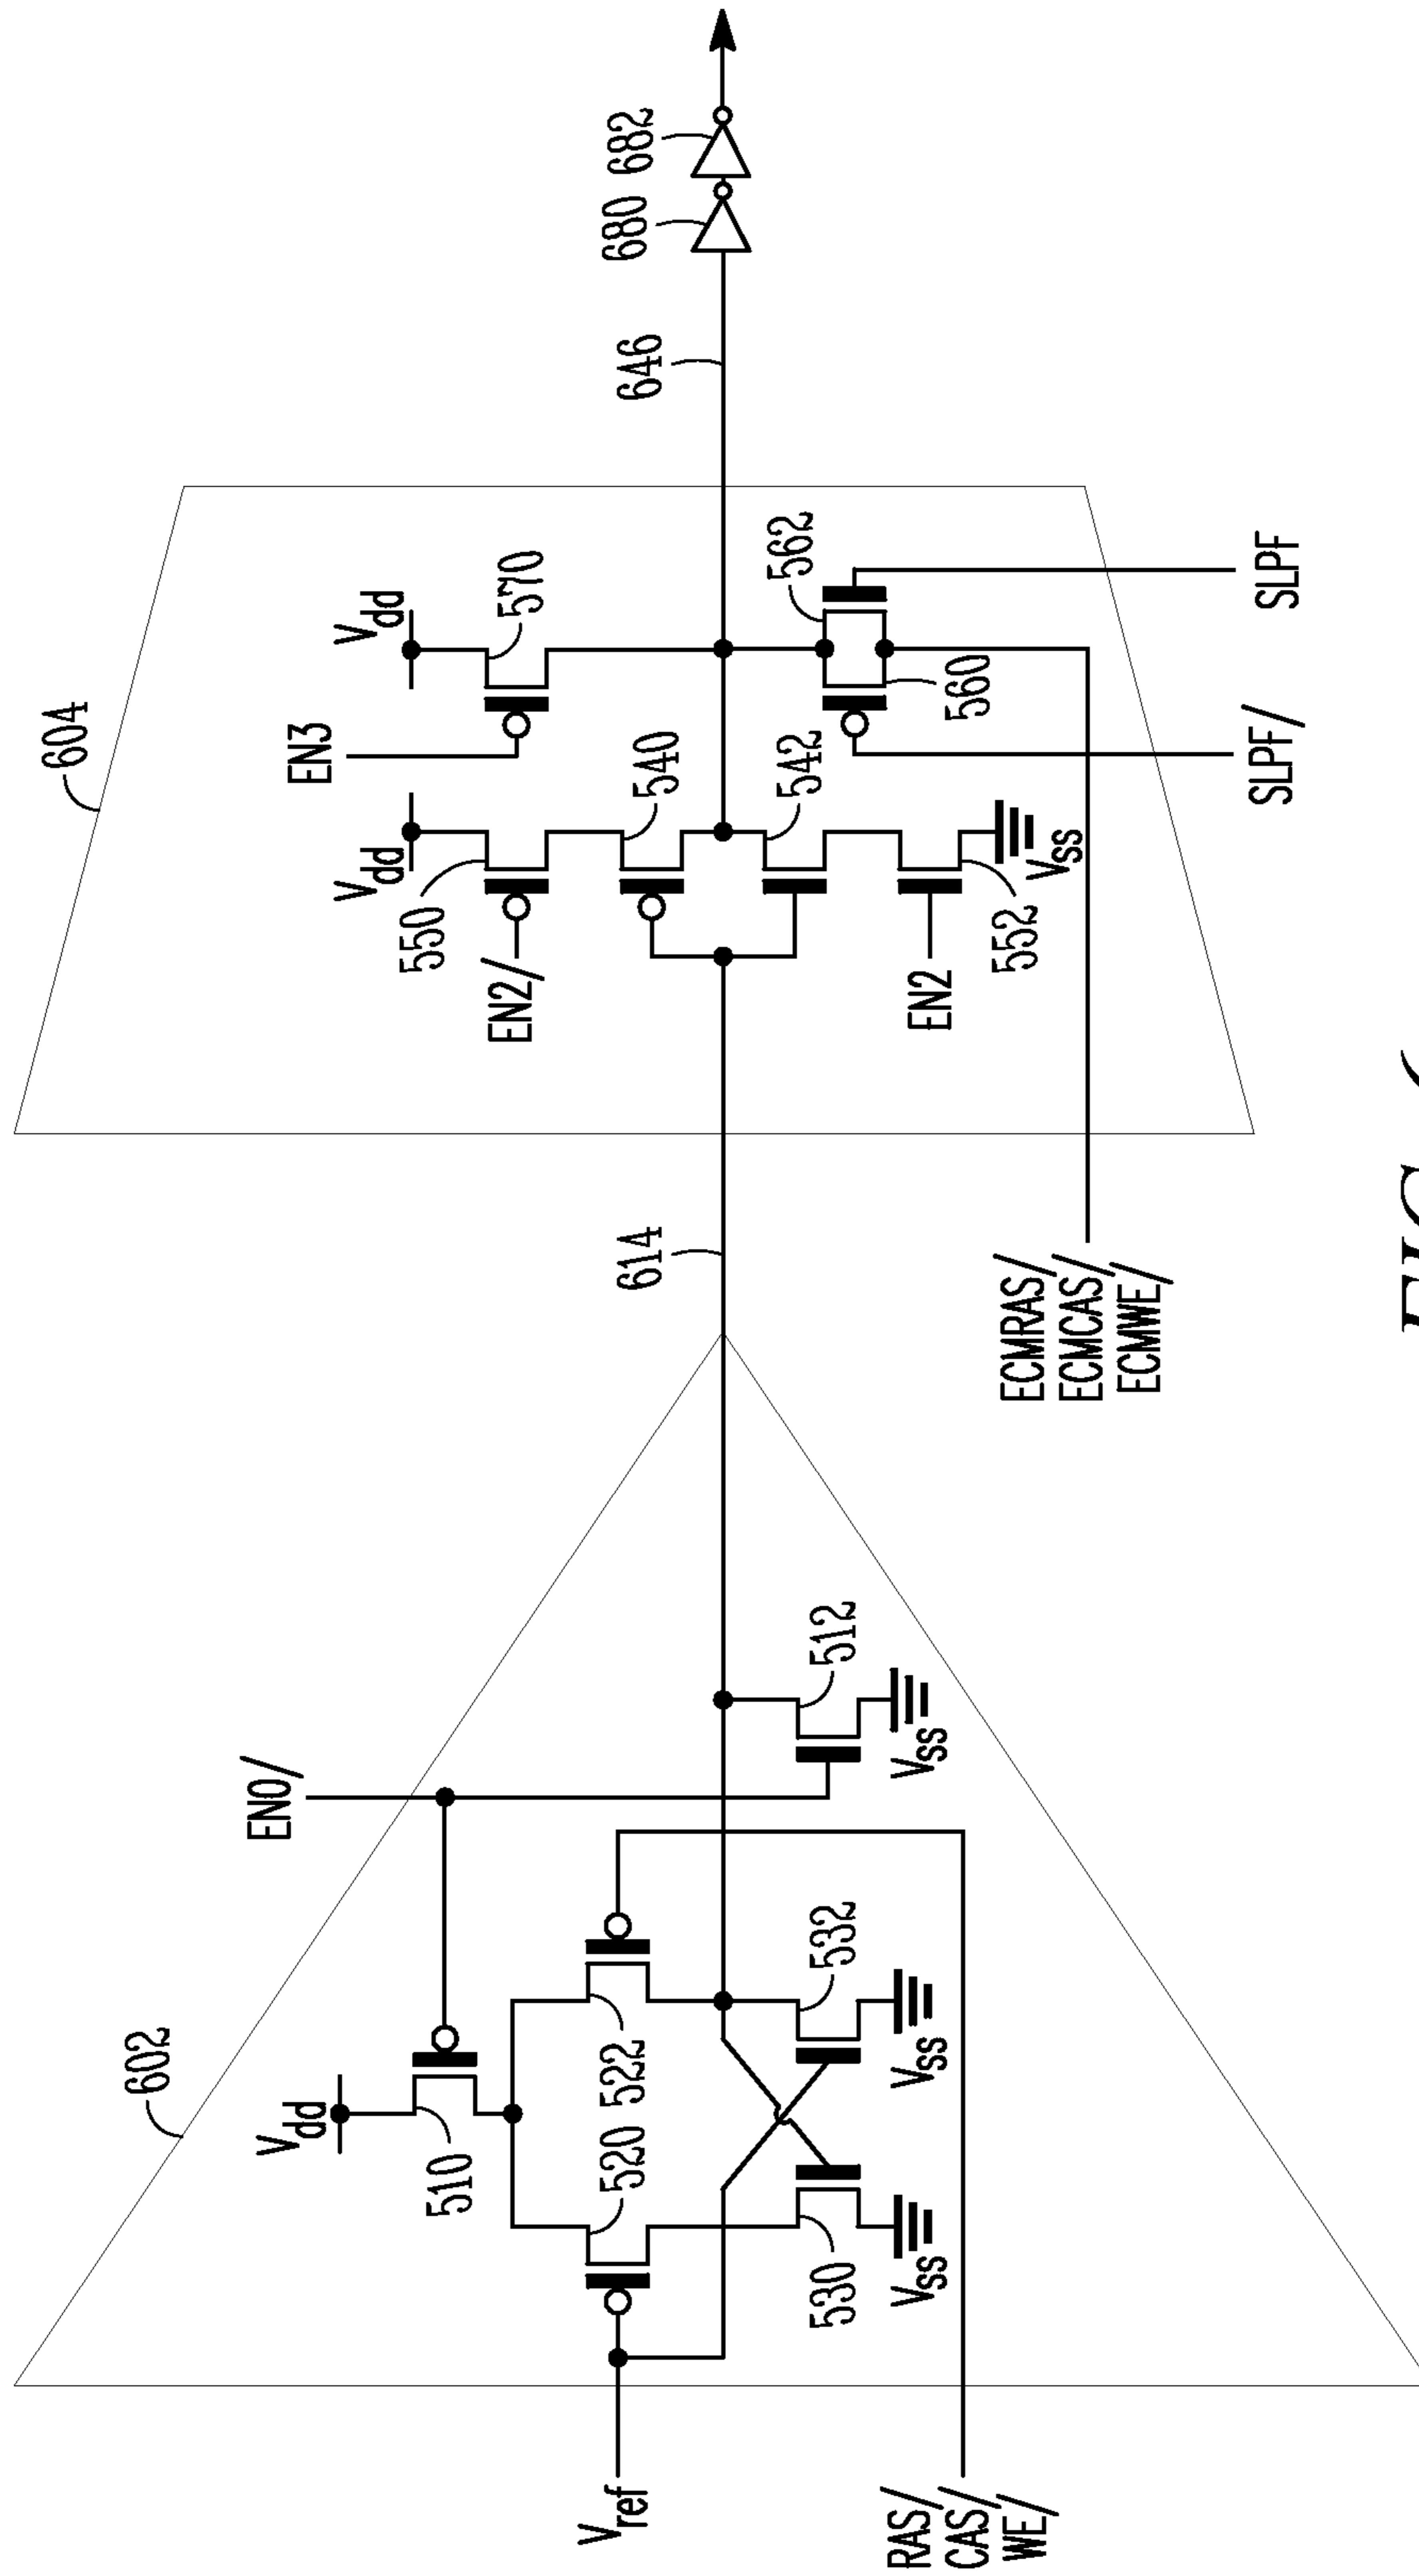 602
604
EN0/
Vdd
EN3
Vdd
Vdd
510
550
570
EN2/
Vref
520
522
614
540
646
680
682
530
532
512
542
562
Vss
Vss
Vss
EN2
560
552
Vss
RAS/
CAS/
WE/
ECMRAS/
ECMCAS/
ECMWE/
SLPF/
SLPF